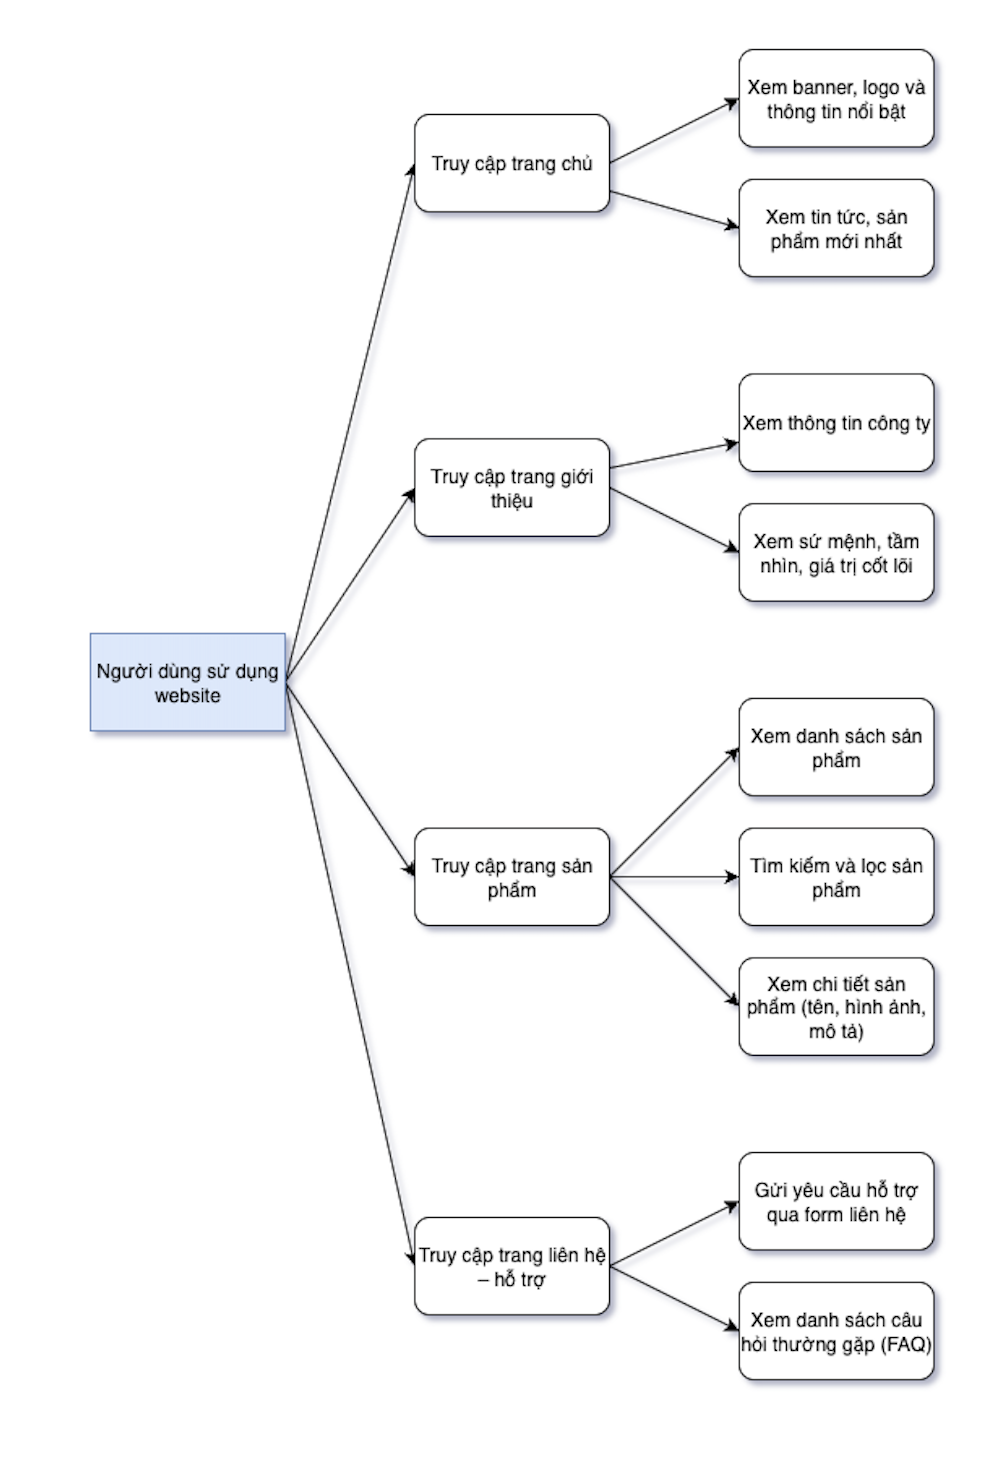 Xem banner, logo và
thông tin nổi bật
Truy cập trang chủ
Xem tin tức, sản
phẩm mới nhất
Xem thông tin công ty
Truy cập trang giới
thiệu
Xem sứ mệnh, tầm
nhìn, giá trị cốt lõi
Người dùng sử dụng
website
Xem danh sách sản
phẩm
Truy cập trang sản
phẩm
Tìm kiếm và lọc sản
phẩm
Xem chi tiết sản
phẩm (tên, hình ảnh,
mô tả)
Gửi yêu cầu hỗ trợ
qua form liên hệ
Truy cập trang liên hệ
– hỗ trợ
Xem danh sách câu
hỏi thường gặp (FAQ)